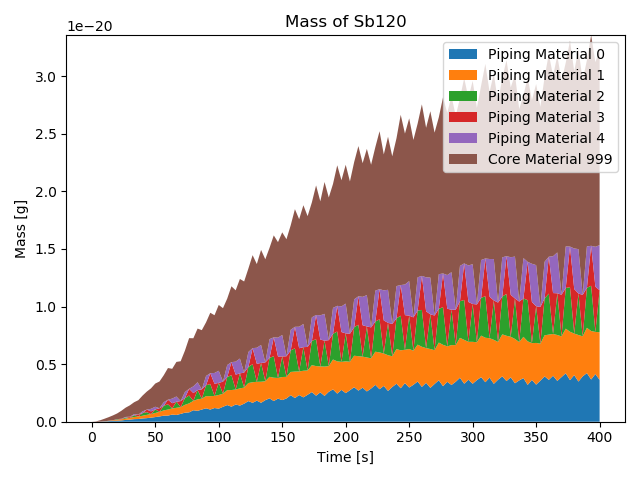 Mass of Sb120
1e−20
Piping Material 0
Piping Material 1
Piping Material 2
Piping Material 3
Piping Material 4
Core Material 999
Mass [g]
3.0
2.5
2.0
1.5
1.0
0.5
0.0
0 50 100 150 200 250 300 350 400
Time [s]